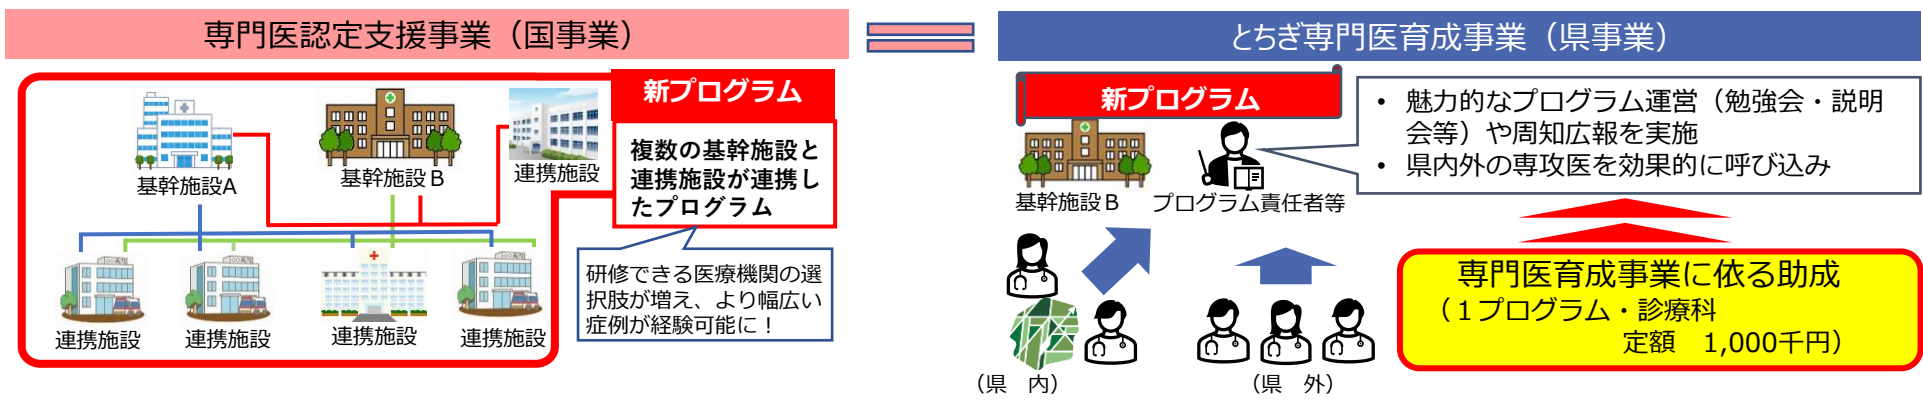 専門医認定支援事業（国事業）
新プログラム
複数の基幹施設と
連携施設が連携し
たプログラム
基幹施設A
基幹施設Ｂ
連携施設
研修できる医療機関の選
択肢が増え、より幅広い
症例が経験可能に！
連携施設
連携施設
連携施設
連携施設
とちぎ専門医育成事業（県事業）
新プログラム
基幹施設Ｂ
プログラム責任者等
• 魅力的なプログラム運営（勉強会・説明
会等）や周知広報を実施
• 県内外の専攻医を効果的に呼び込み
専門医育成事業に依る助成
（１プログラム・診療科
定額　1,000千円）
（県　内）
（県　外）